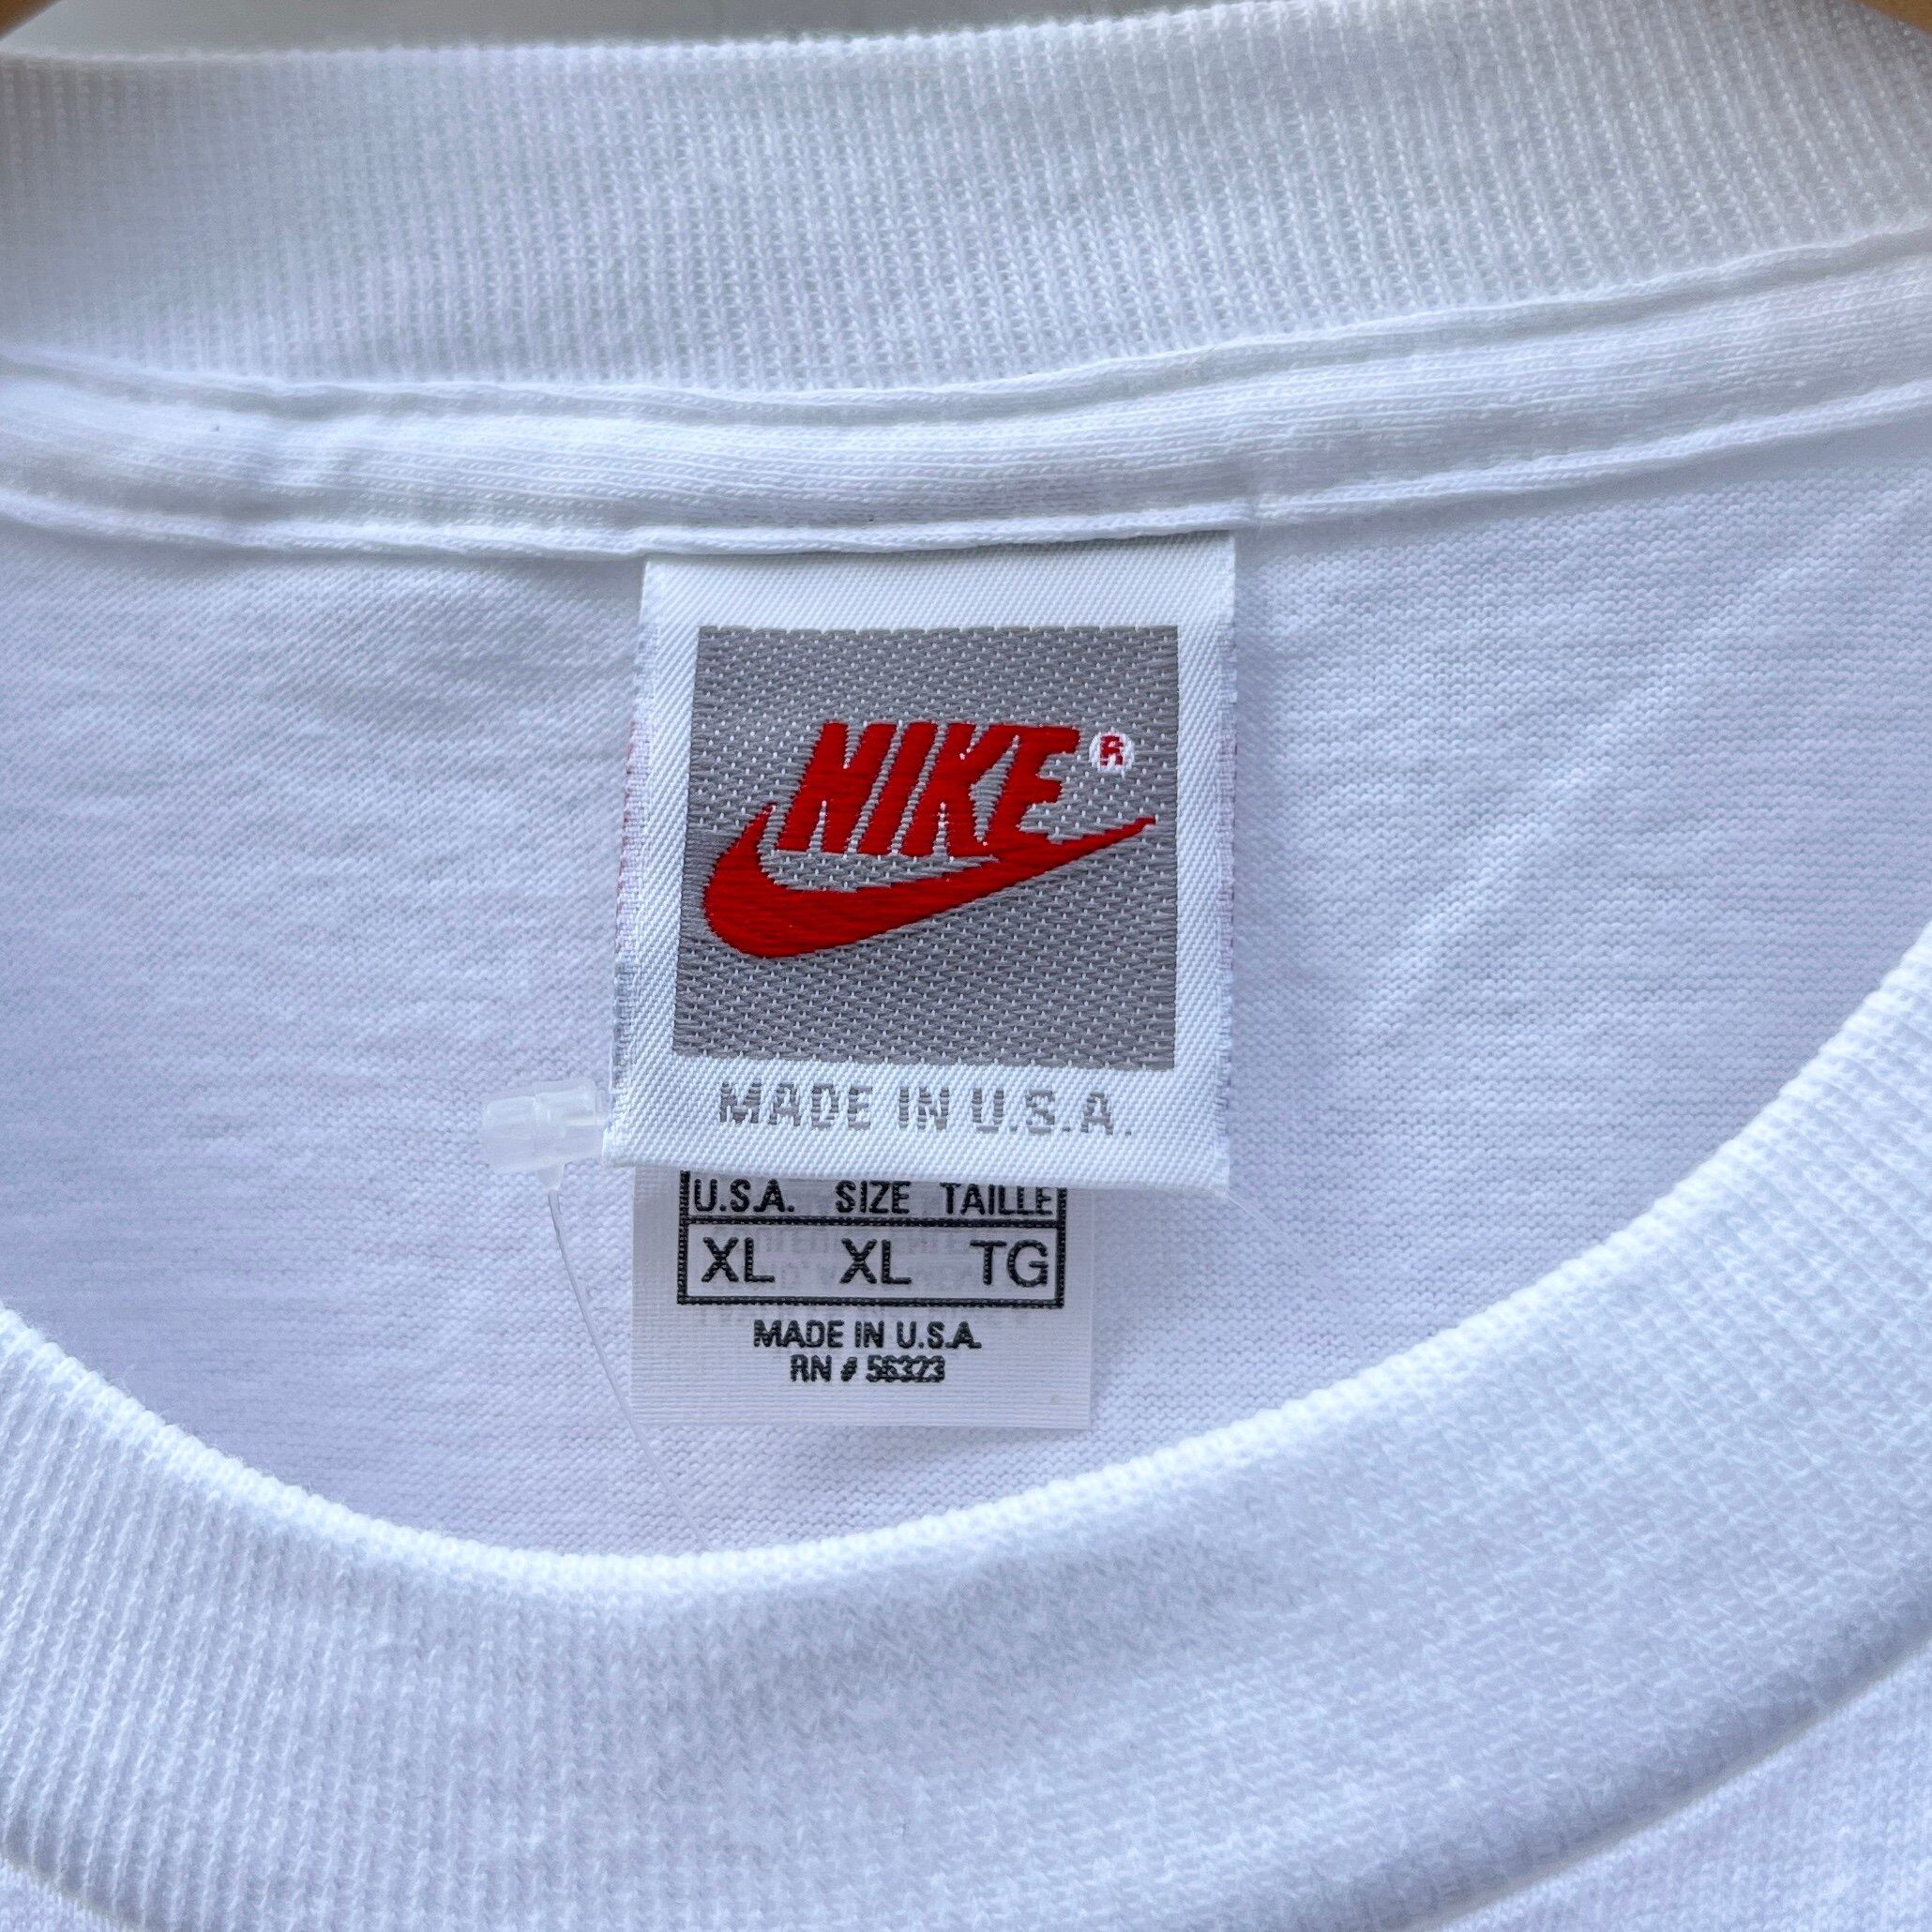 NIKE®
MADE IN U.S.A.
U.S.A. SIZE TAILLE
XL XL TG
MADE IN U.S.A.
RN # 56323